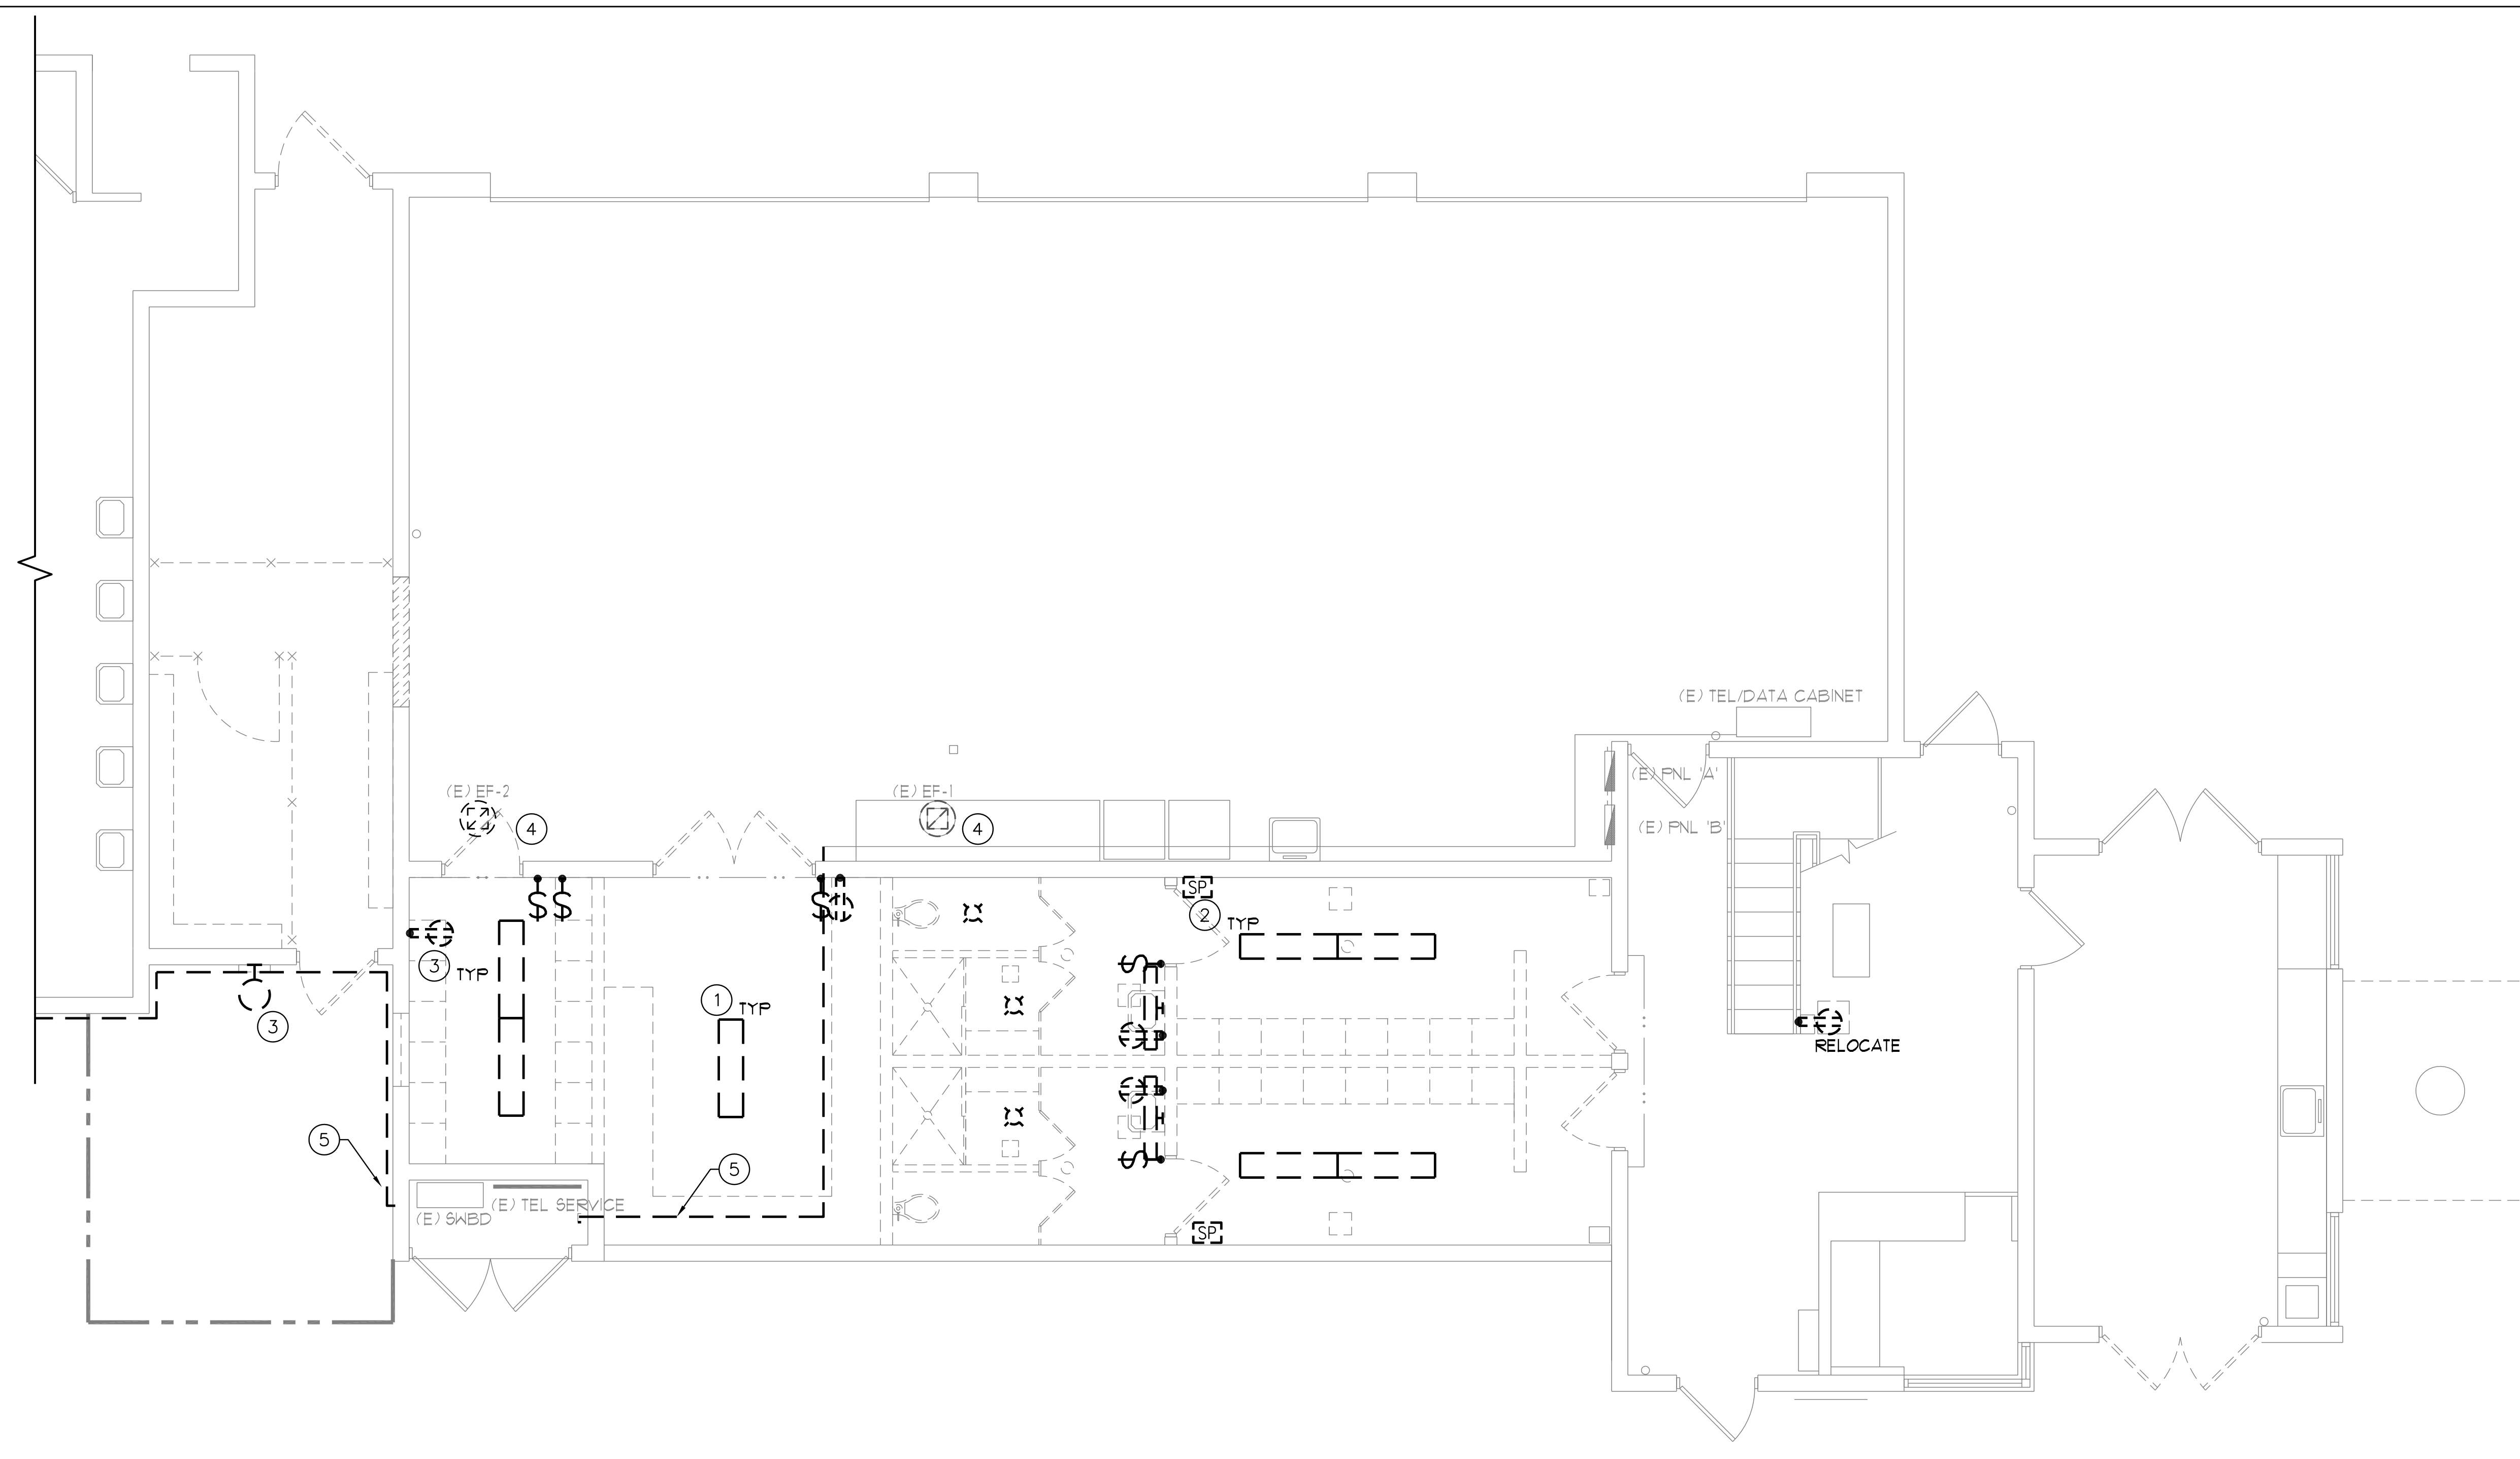 (E) TEL/DATA CABINET
(E) PNL 'A'
(E) EF-2
(E) EF-1
4
4
(E) PNL 'B'
SP
$
$
$
2
TYP
3
TYP
$
1
TYP
3
RELOCATE
5
5
$
(E) TEL SERVICE
(E) SWBD
SP